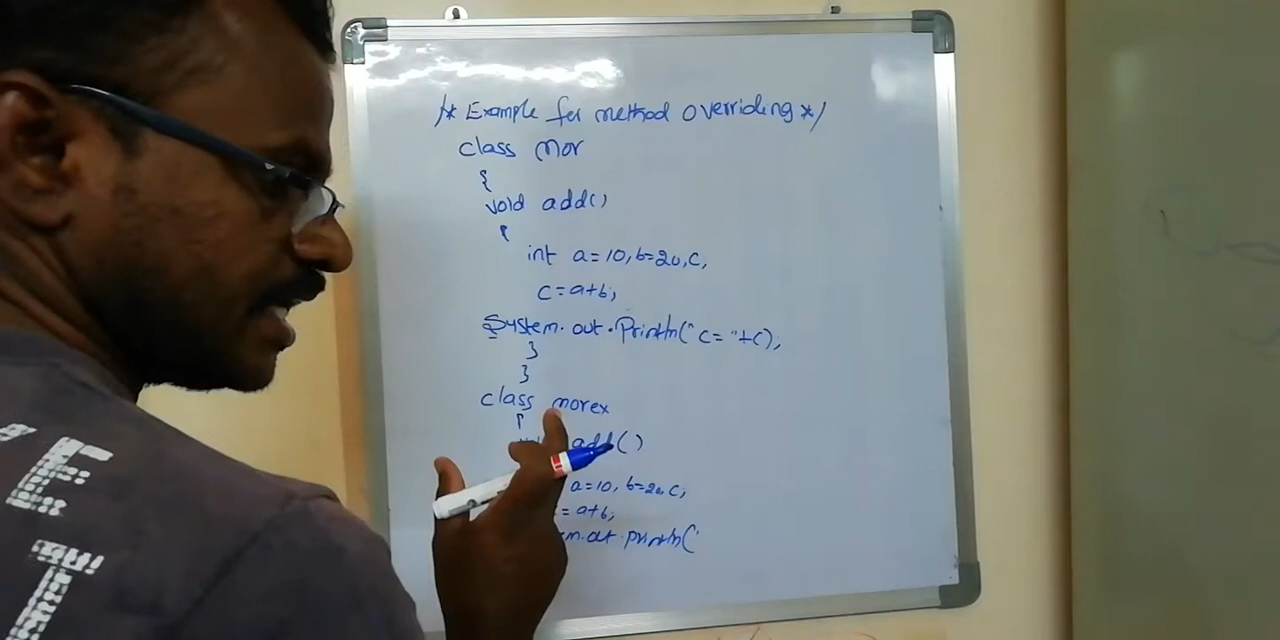 /* Example for method overriding */
class Mor
{
void add()
{
int a=10, b=20, c,
c=a+b;
System.out.println("c= "+c),
}
}
class morex
{
add()
a=10, b=20, c,
= a+b,
m.out.println("